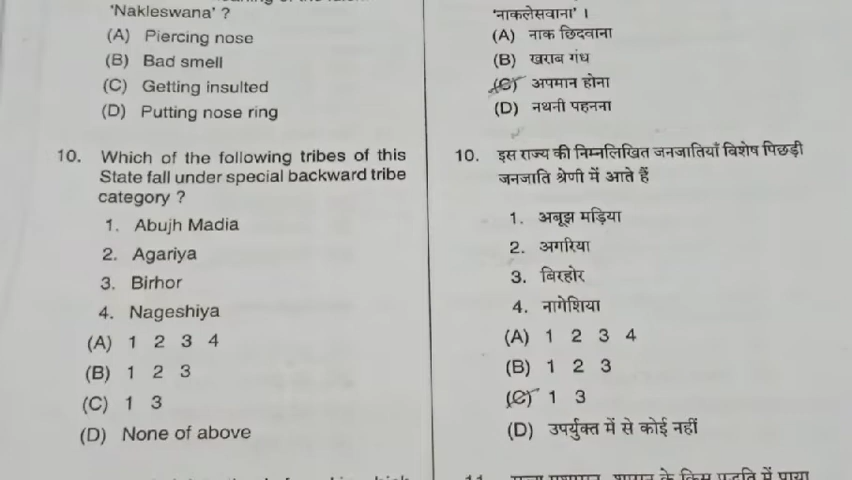 'Nakleswana' ?
(A) Piercing nose
(B) Bad smell
(C) Getting insulted
(D) Putting nose ring
10. Which of the following tribes of this
State fall under special backward tribe
category ?
1. Abujh Madia
2. Agariya
3. Birhor
4. Nageshiya
(A) 1 2 3 4
(B) 1 2 3
(C) 1 3
(D) None of above
'नाकलेसवाना' ।
(A) नाक छिदवाना
(B) खराब गंध
(C) अपमान होना
(D) नथनी पहनना
10. इस राज्य की निम्नलिखित जनजातियाँ विशेष पिछड़ी
जनजाति श्रेणी में आते हैं
1. अबूझ मड़िया
2. अगरिया
3. बिरहोर
4. नागेशिया
(A) 1 2 3 4
(B) 1 2 3
(C) 1 3
(D) उपर्युक्त में से कोई नहीं